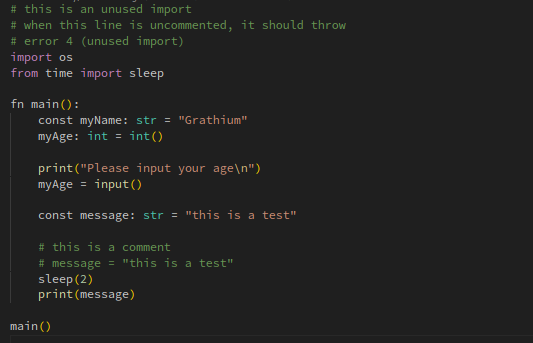 # this is an unused import
# when this line is uncommented, it should throw
# error 4 (unused import)
import os
from time import sleep
fn main():
const myName: str = "Grathium"
myAge: int = int()
print("Please input your age\n")
myAge = input()
const message: str = "this is a test"
# this is a comment
# message = "this is a test"
sleep(2)
print(message)
main()